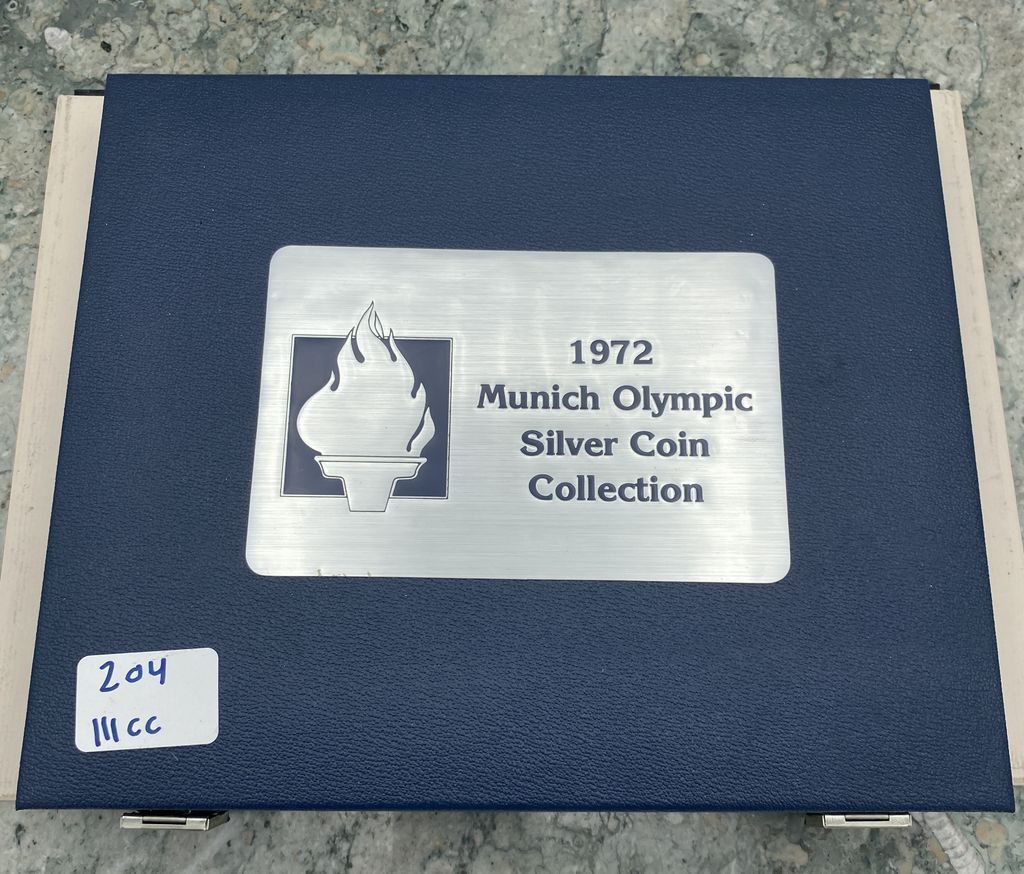 1972
Munich Olympic
Silver Coin
Collection
204
111CC